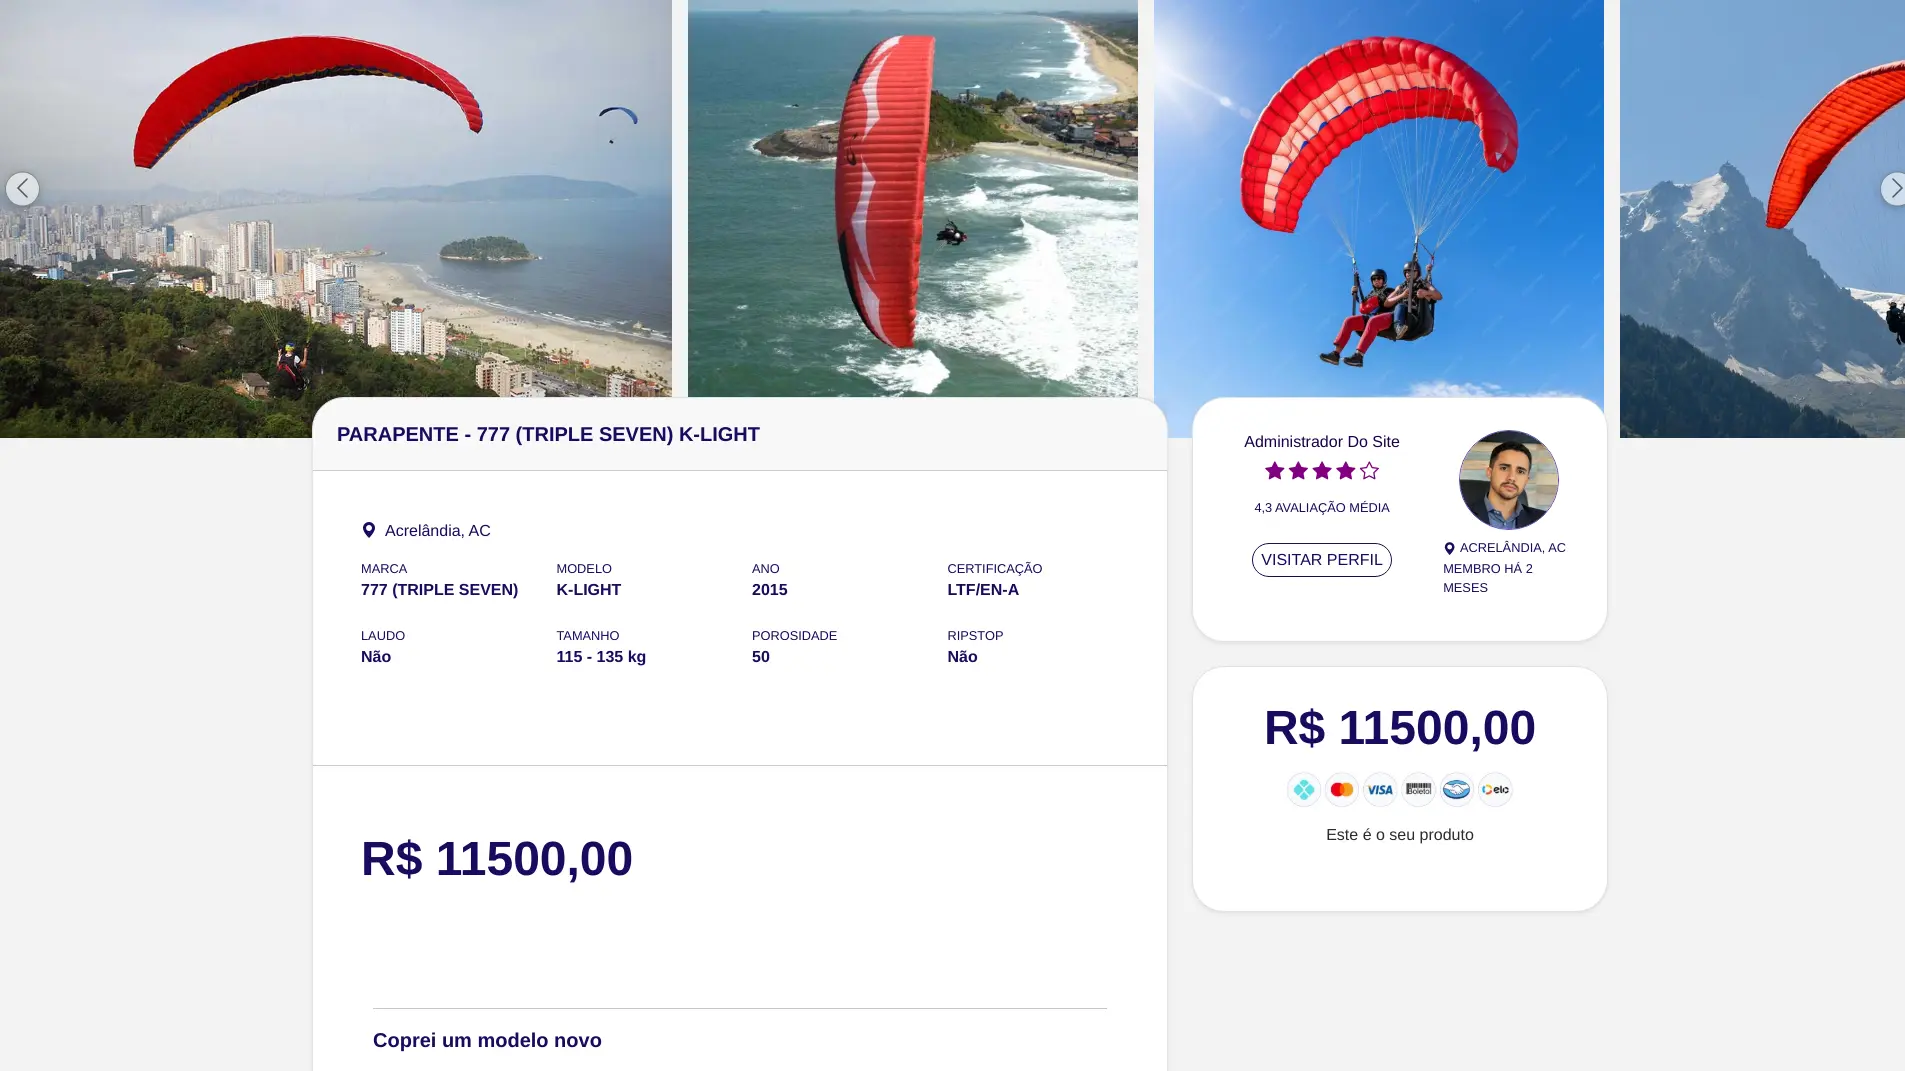 PARAPENTE - 777 (TRIPLE SEVEN) K-LIGHT
Acrelândia, AC
MARCA
777 (TRIPLE SEVEN)
MODELO
K-LIGHT
ANO
2015
CERTIFICAÇÃO
LTF/EN-A
LAUDO
Não
TAMANHO
115 - 135 kg
POROSIDADE
50
RIPSTOP
Não
R$ 11500,00
Coprei um modelo novo
Administrador Do Site
4,3 AVALIAÇÃO MÉDIA
VISITAR PERFIL
ACRELÂNDIA, AC
MEMBRO HÁ 2
MESES
R$ 11500,00
VISA
Boleto
elo
Este é o seu produto